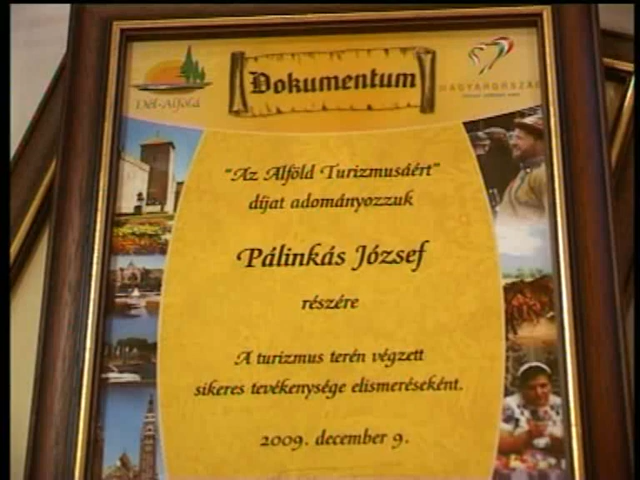 Dokumentum
Dél-Alföld
MAGYARORSZÁG
"Az Alföld Turizmusáért"
díjat adományozzuk
Pálinkás József
részére
A turizmus terén végzett
sikeres tevékenysége elismeréseként.
2009. december 9.